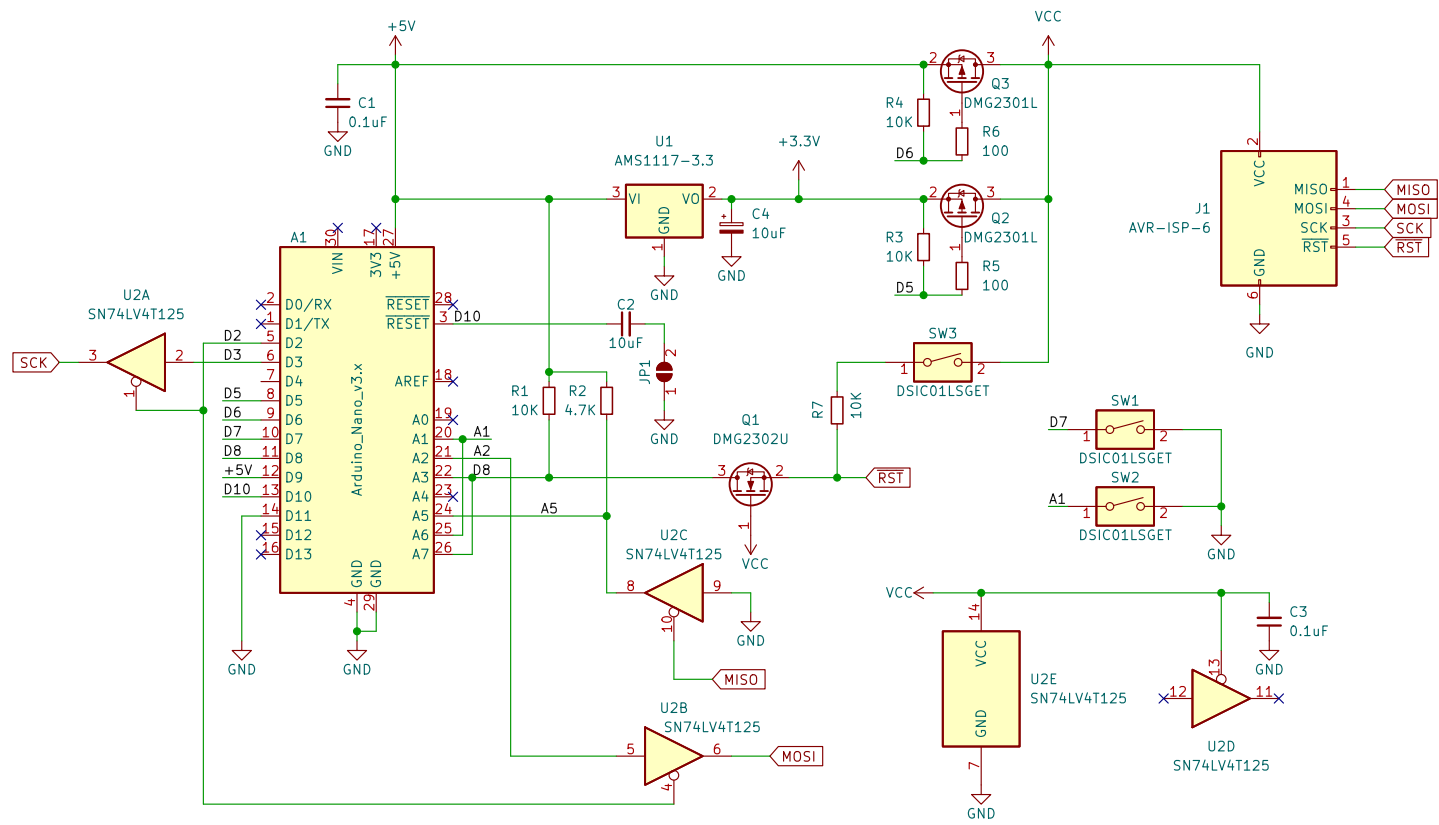 +5V
VCC
2
3
Q3
DMG2301L
1
R4
10K
R6
100
D6
C1
0.1uF
GND
U1
AMS1117-3.3
3
VI
VO
2
GND
1
GND
+3.3V
C4
10uF
GND
2
3
Q2
DMG2301L
1
R3
10K
R5
100
D5
2
VCC
J1
AVR-ISP-6
MISO
1
MISO
MOSI
4
MOSI
SCK
3
SCK
RST
5
RST
GND
6
GND
A1
30
17
27
VIN
3V3
+5V
Arduino_Nano_v3.x
2
D0/RX
1
D1/TX
D2
5
D2
D3
6
D3
7
D4
D5
8
D5
D6
9
D6
D7
10
D7
D8
11
D8
+5V
12
D9
D10
13
D10
14
D11
15
D12
16
D13
RESET
28
RESET
3
D10
AREF
18
A0
19
A1
20
A1
A2
21
A2
A3
22
D8
A4
23
A5
24
A5
A6
25
A7
26
GND
GND
4
29
GND
GND
U2A
SN74LV4T125
SCK
3
2
1
C2
10uF
JP1
2
1
GND
R1
10K
R2
4.7K
SW3
1
2
DSIC01LSGET
R7
10K
Q1
DMG2302U
3
2
1
VCC
RST
SW1
D7
1
2
DSIC01LSGET
SW2
A1
1
2
DSIC01LSGET
GND
U2C
SN74LV4T125
8
9
10
GND
MISO
U2B
SN74LV4T125
5
6
4
MOSI
VCC
14
VCC
GND
7
GND
U2E
SN74LV4T125
C3
0.1uF
GND
13
12
11
U2D
SN74LV4T125